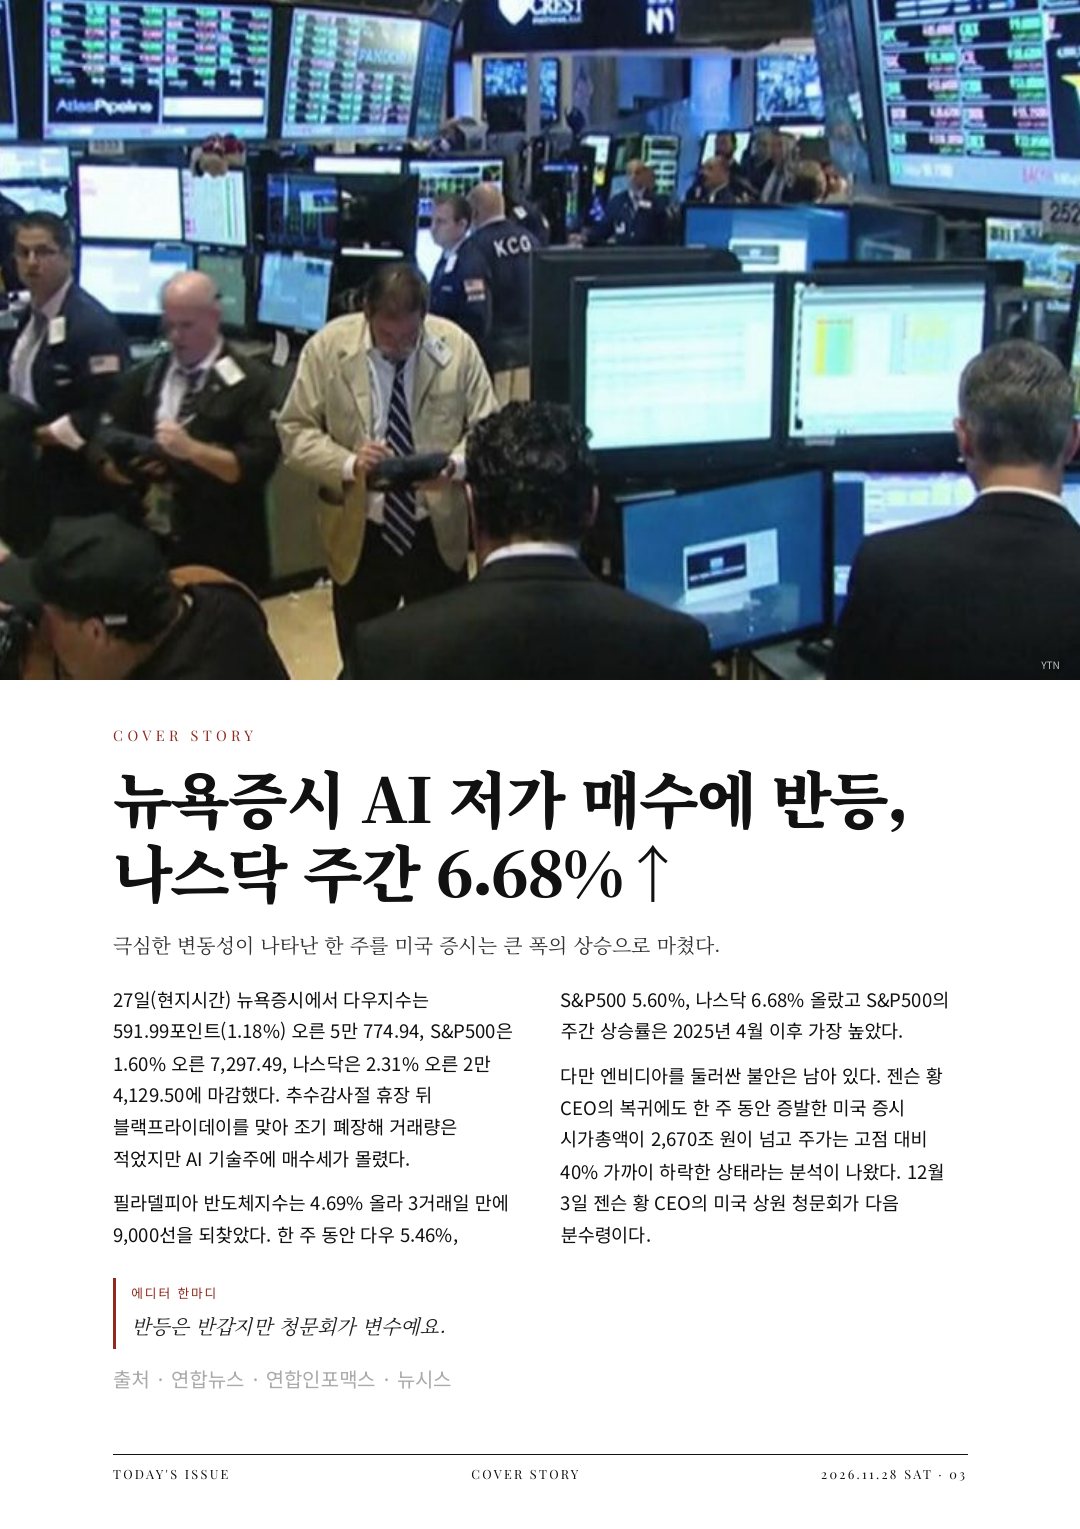 CREST
NY
PANDORA
AtlasPipeline
KCG
252
YTN
COVER STORY
뉴욕증시 AI 저가 매수에 반등,
나스닥 주간 6.68%↑
극심한 변동성이 나타난 한 주를 미국 증시는 큰 폭의 상승으로 마쳤다.
27일(현지시간) 뉴욕증시에서 다우지수는
591.99포인트(1.18%) 오른 5만 774.94, S&P500은
1.60% 오른 7,297.49, 나스닥은 2.31% 오른 2만
4,129.50에 마감했다. 추수감사절 휴장 뒤
블랙프라이데이를 맞아 조기 폐장해 거래량은
적었지만 AI 기술주에 매수세가 몰렸다.
필라델피아 반도체지수는 4.69% 올라 3거래일 만에
9,000선을 되찾았다. 한 주 동안 다우 5.46%,
S&P500 5.60%, 나스닥 6.68% 올랐고 S&P500의
주간 상승률은 2025년 4월 이후 가장 높았다.
다만 엔비디아를 둘러싼 불안은 남아 있다. 젠슨 황
CEO의 복귀에도 한 주 동안 증발한 미국 증시
시가총액이 2,670조 원이 넘고 주가는 고점 대비
40% 가까이 하락한 상태라는 분석이 나왔다. 12월
3일 젠슨 황 CEO의 미국 상원 청문회가 다음
분수령이다.
에디터 한마디
반등은 반갑지만 청문회가 변수예요.
출처 · 연합뉴스 · 연합인포맥스 · 뉴시스
TODAY'S ISSUE
COVER STORY
2026.11.28 SAT · 03